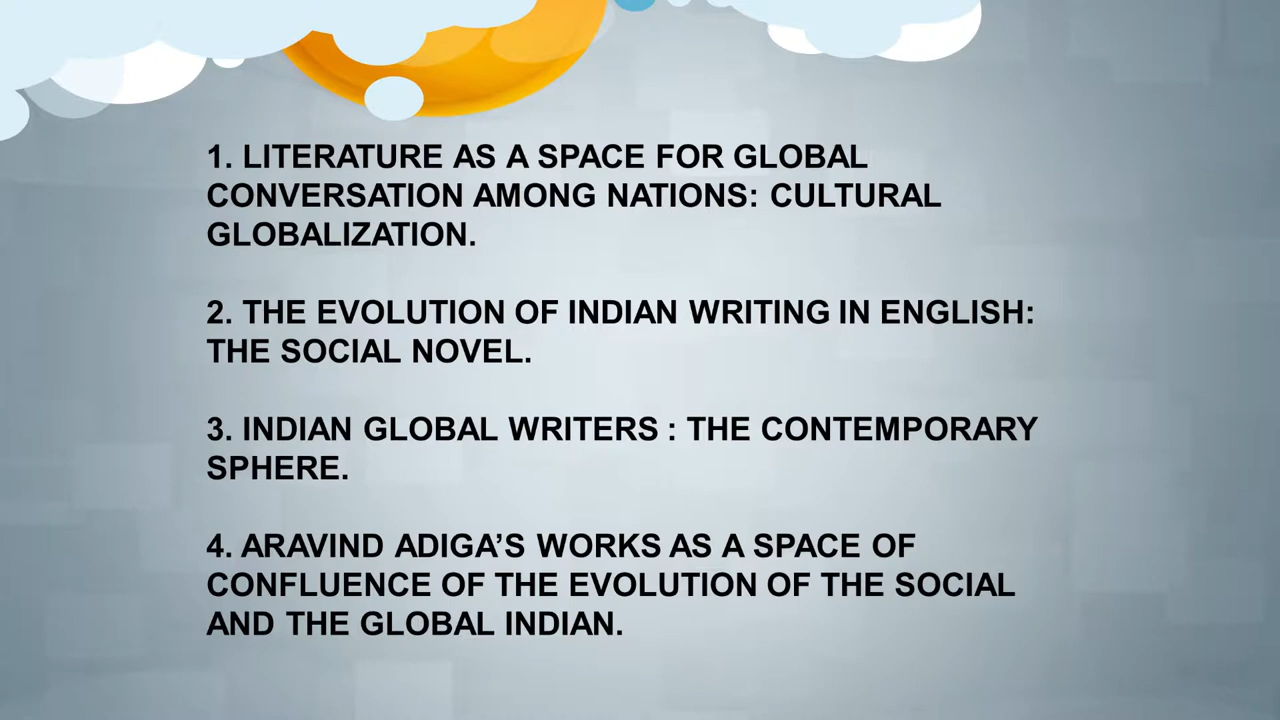 1. LITERATURE AS A SPACE FOR GLOBAL
CONVERSATION AMONG NATIONS: CULTURAL
GLOBALIZATION.
2. THE EVOLUTION OF INDIAN WRITING IN ENGLISH:
THE SOCIAL NOVEL.
3. INDIAN GLOBAL WRITERS : THE CONTEMPORARY
SPHERE.
4. ARAVIND ADIGA’S WORKS AS A SPACE OF
CONFLUENCE OF THE EVOLUTION OF THE SOCIAL
AND THE GLOBAL INDIAN.